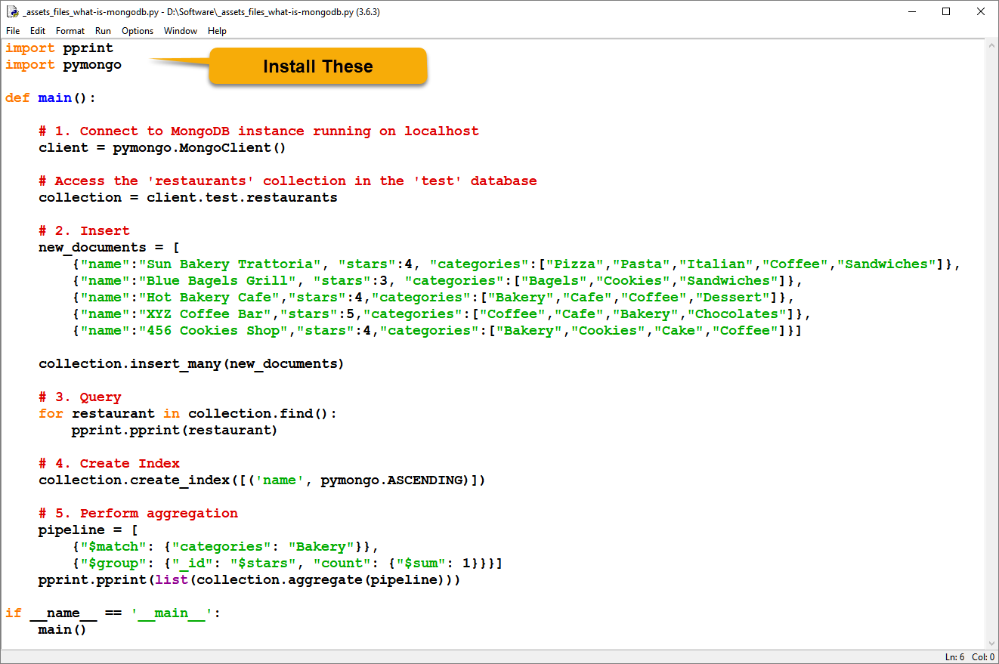 _assets_files_what-is-mongodb.py - D:\Software\_assets_files_what-is-mongodb.py (3.6.3)
File Edit Format Run Options Window Help
import pprint
import pymongo
Install These
def main():
    # 1. Connect to MongoDB instance running on localhost
    client = pymongo.MongoClient()
    # Access the 'restaurants' collection in the 'test' database
    collection = client.test.restaurants
    # 2. Insert
    new_documents = [
        {"name":"Sun Bakery Trattoria", "stars":4, "categories":["Pizza","Pasta","Italian","Coffee","Sandwiches"]},
        {"name":"Blue Bagels Grill", "stars":3, "categories":["Bagels","Cookies","Sandwiches"]},
        {"name":"Hot Bakery Cafe","stars":4,"categories":["Bakery","Cafe","Coffee","Dessert"]},
        {"name":"XYZ Coffee Bar","stars":5,"categories":["Coffee","Cafe","Bakery","Chocolates"]},
        {"name":"456 Cookies Shop","stars":4,"categories":["Bakery","Cookies","Cake","Coffee"]}]
    collection.insert_many(new_documents)
    # 3. Query
    for restaurant in collection.find():
        pprint.pprint(restaurant)
    # 4. Create Index
    collection.create_index([('name', pymongo.ASCENDING)])
    # 5. Perform aggregation
    pipeline = [
        {"$match": {"categories": "Bakery"}},
        {"$group": {"_id": "$stars", "count": {"$sum": 1}}}]
    pprint.pprint(list(collection.aggregate(pipeline)))
if __name__ == '__main__':
    main()
Ln: 6 Col: 0